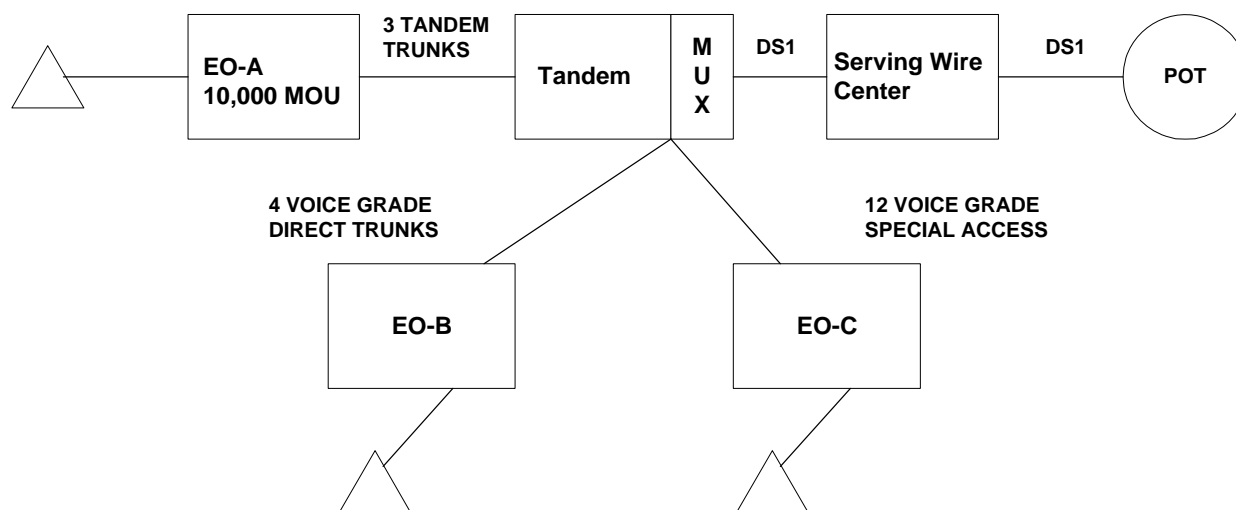 3 TANDEM
TRUNKS
EO-A
10,000 MOU
Tandem
M
U
X
DS1
Serving Wire
Center
DS1
POT
4 VOICE GRADE
DIRECT TRUNKS
12 VOICE GRADE
SPECIAL ACCESS
EO-B
EO-C